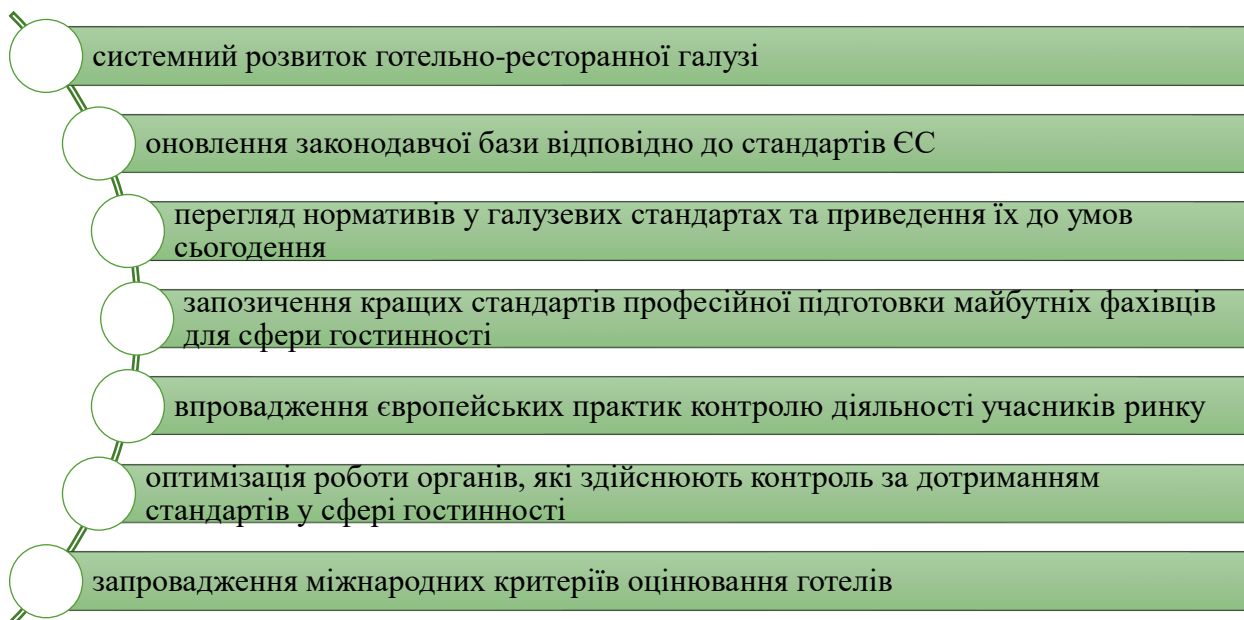 системний розвиток готельно-ресторанної галузі
оновлення законодавчої бази відповідно до стандартів ЄС
перегляд нормативів у галузевих стандартах та приведення їх до умов
сьогодення
запозичення кращих стандартів професійної підготовки майбутніх фахівців
для сфери гостинності
впровадження європейських практик контролю діяльності учасників ринку
оптимізація роботи органів, які здійснюють контроль за дотриманням
стандартів у сфері гостинності
запровадження міжнародних критеріїв оцінювання готелів